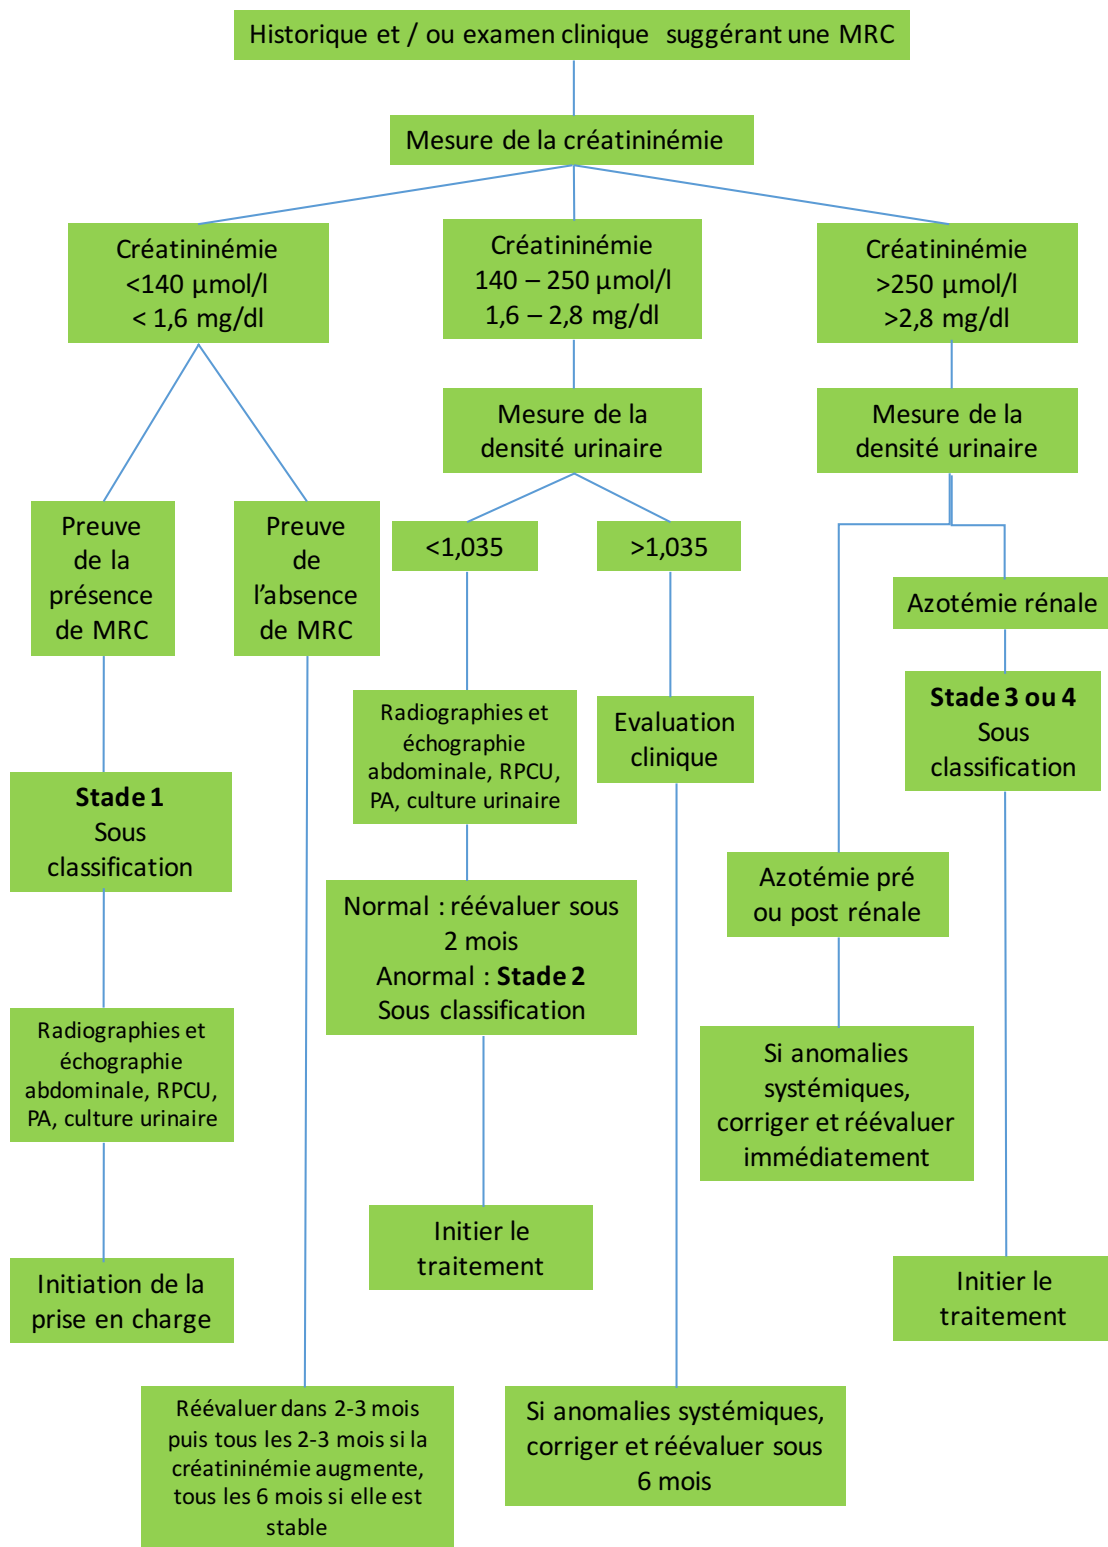 Historique et / ou examen clinique suggérant une MRC
Mesure de la créatininémie
Créatininémie
<140 µmol/l
< 1,6 mg/dl
Créatininémie
140 – 250 µmol/l
1,6 – 2,8 mg/dl
Créatininémie
>250 µmol/l
>2,8 mg/dl
Mesure de la
densité urinaire
Mesure de la
densité urinaire
Preuve
de la
présence
de MRC
Preuve
de
l’absence
de MRC
<1,035
>1,035
Azotémie rénale
Stade 3 ou 4
Sous
classification
Radiographies et
échographie
abdominale, RPCU,
PA, culture urinaire
Evaluation
clinique
Stade 1
Sous
classification
Azotémie pré
ou post rénale
Normal : réévaluer sous
2 mois
Anormal : Stade 2
Sous classification
Radiographies et
échographie
abdominale, RPCU,
PA, culture urinaire
Si anomalies
systémiques,
corriger et réévaluer
immédiatement
Initier le
traitement
Initiation de la
prise en charge
Initier le
traitement
Réévaluer dans 2-3 mois
puis tous les 2-3 mois si la
créatininémie augmente,
tous les 6 mois si elle est
stable
Si anomalies systémiques,
corriger et réévaluer sous
6 mois